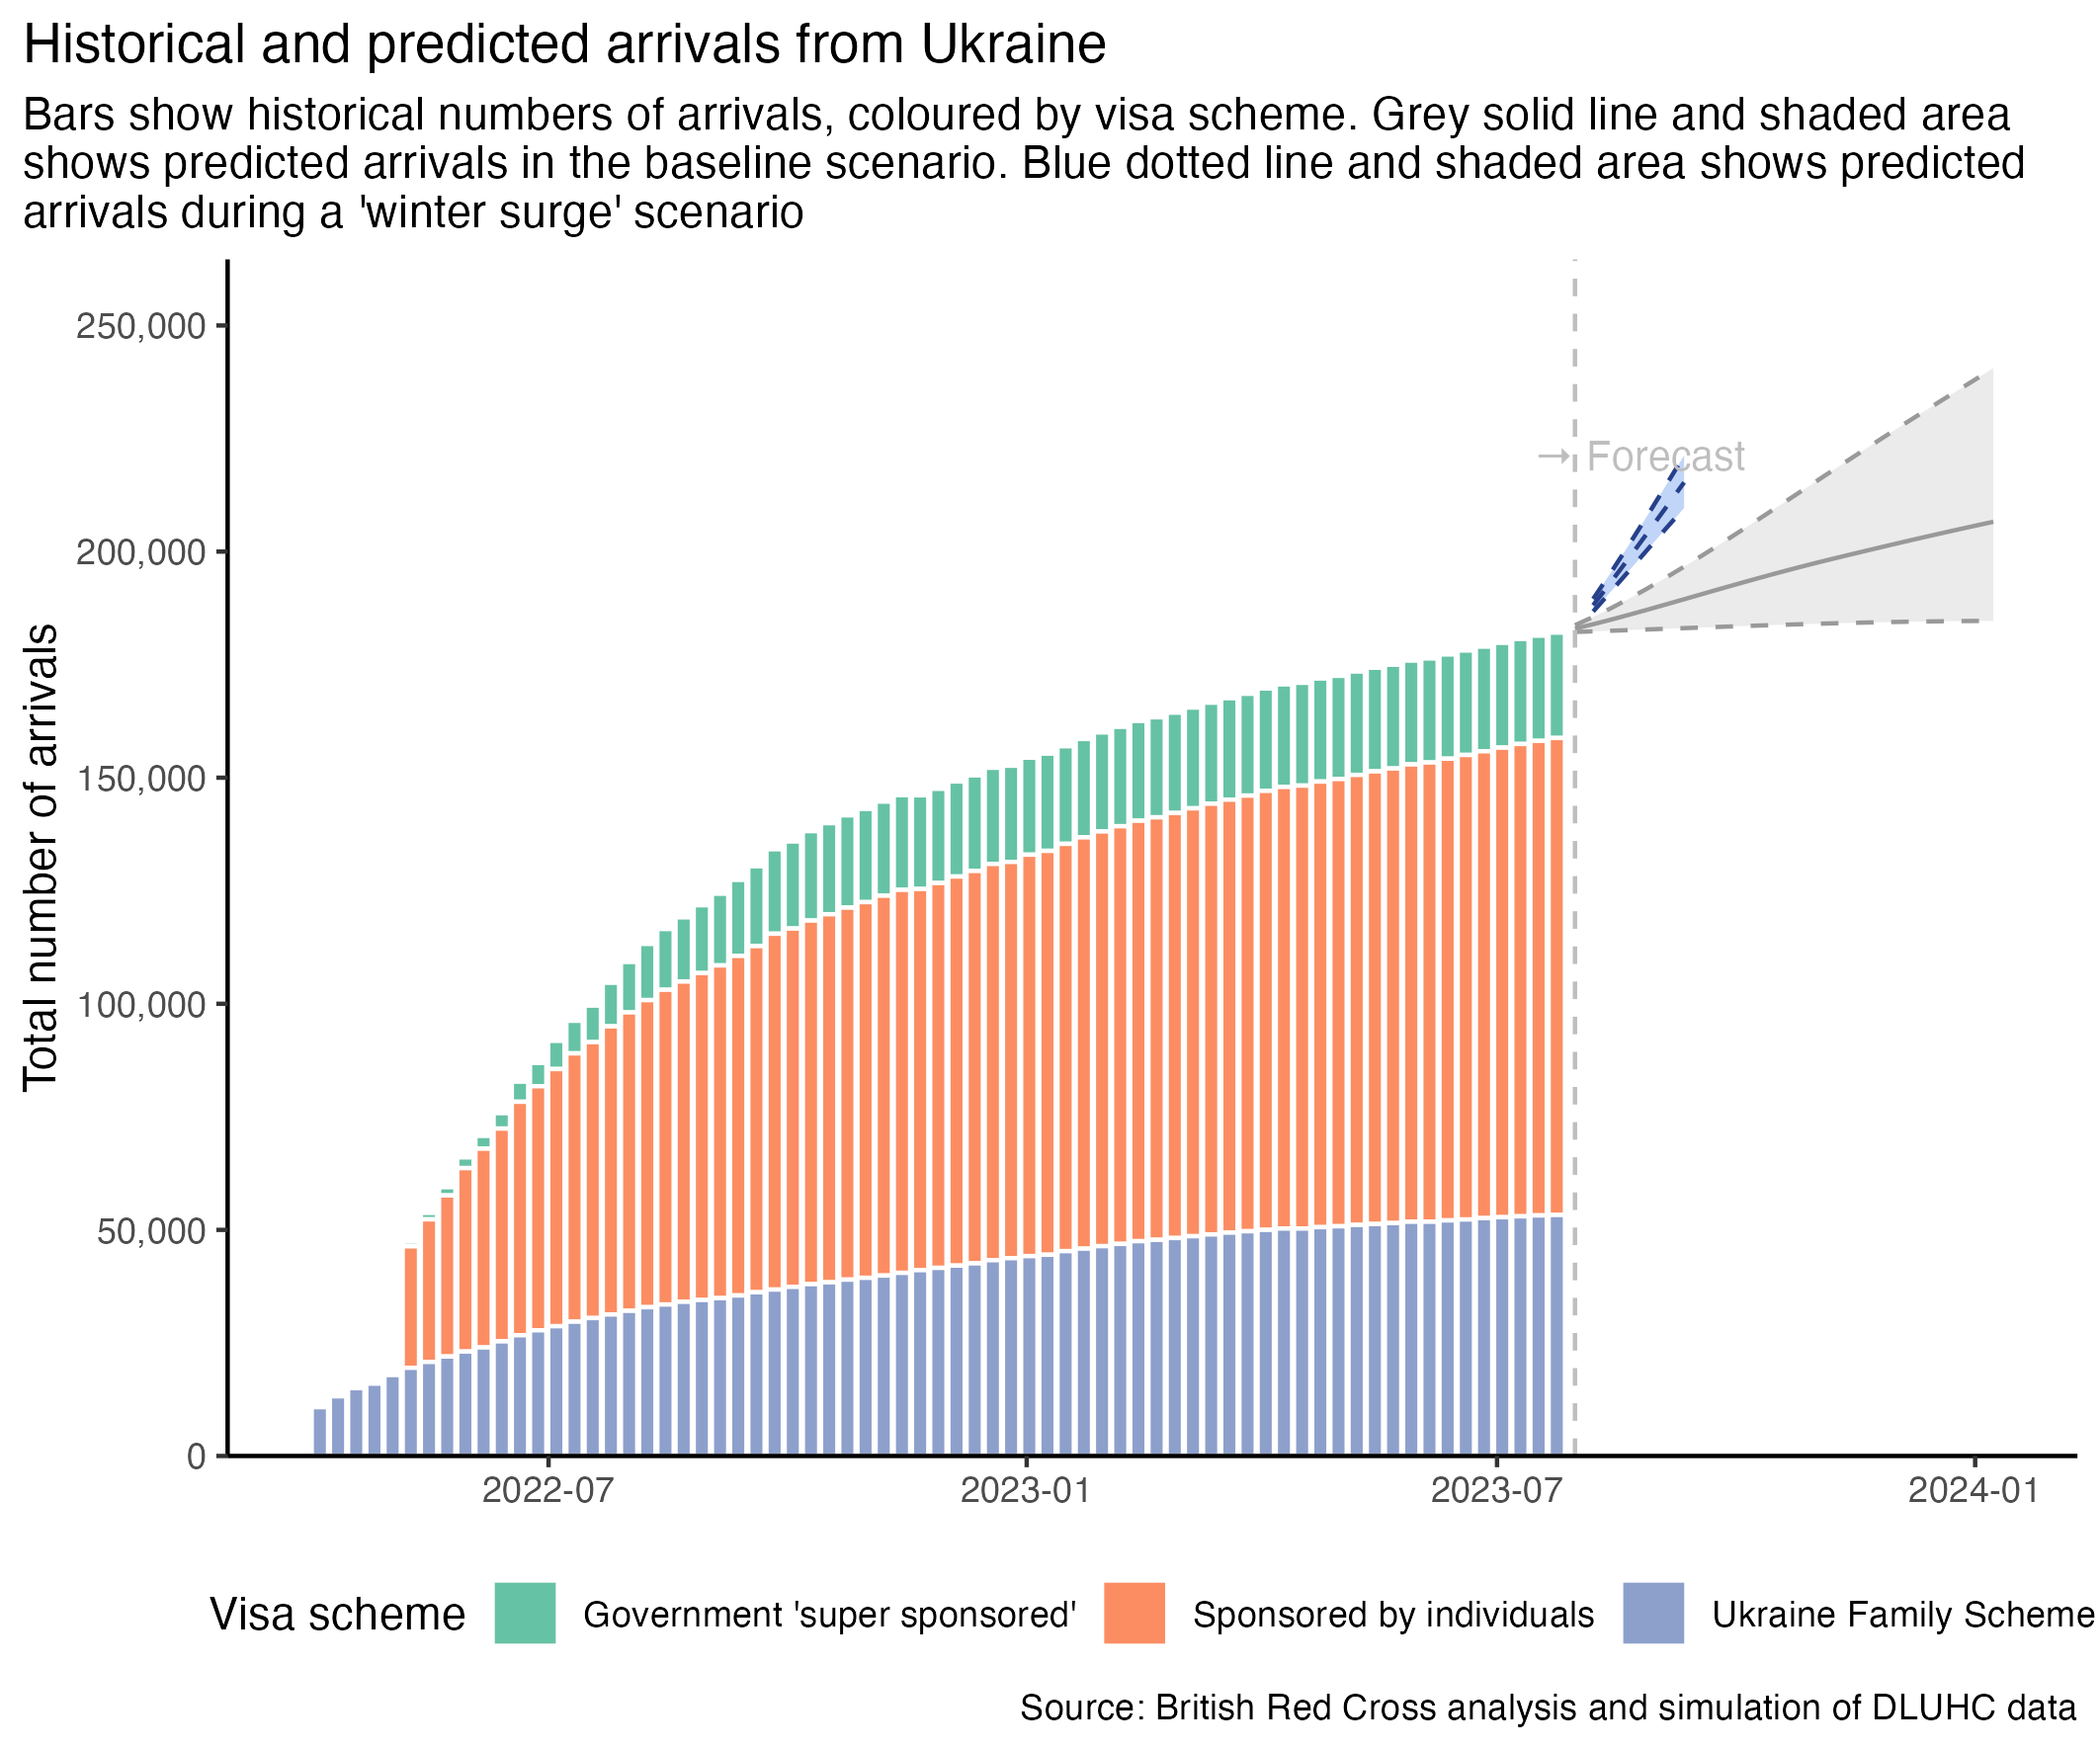 Historical and predicted arrivals from Ukraine
Bars show historical numbers of arrivals, coloured by visa scheme. Grey solid line and shaded area
shows predicted arrivals in the baseline scenario. Blue dotted line and shaded area shows predicted
arrivals during a 'winter surge' scenario
Total number of arrivals
250,000
200,000
150,000
100,000
50,000
0
→ Forecast
2022-07
2023-01
2023-07
2024-01
Visa scheme
Government 'super sponsored'
Sponsored by individuals
Ukraine Family Scheme
Source: British Red Cross analysis and simulation of DLUHC data